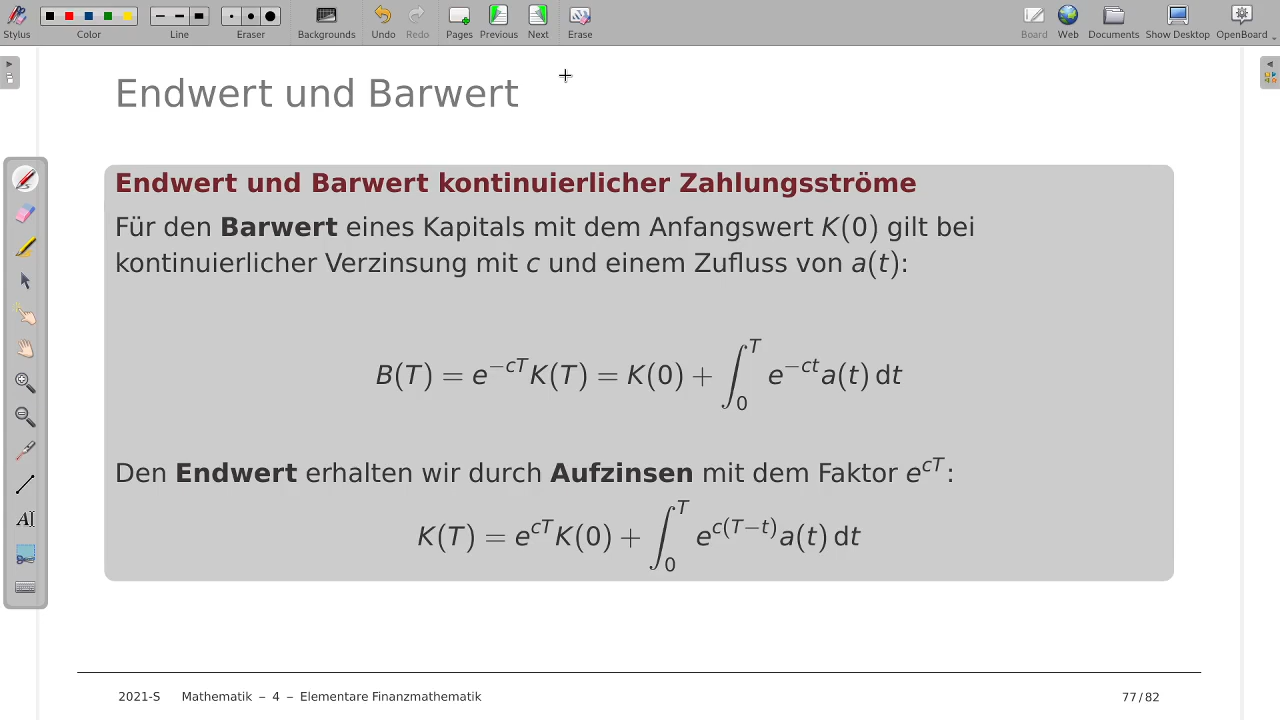 Stylus Color Line Eraser Backgrounds Undo Redo Pages Previous Next Erase Board Web Documents Show Desktop OpenBoard
Endwert und Barwert
Endwert und Barwert kontinuierlicher Zahlungsströme
Für den Barwert eines Kapitals mit dem Anfangswert K(0) gilt bei
kontinuierlicher Verzinsung mit c und einem Zufluss von a(t):
B(T) = e^{−cT}K(T) = K(0) + ∫_0^T e^{−ct}a(t) dt
Den Endwert erhalten wir durch Aufzinsen mit dem Faktor e^{cT}:
K(T) = e^{cT}K(0) + ∫_0^T e^{c(T−t)}a(t) dt
2021-S Mathematik – 4 – Elementare Finanzmathematik 77/82